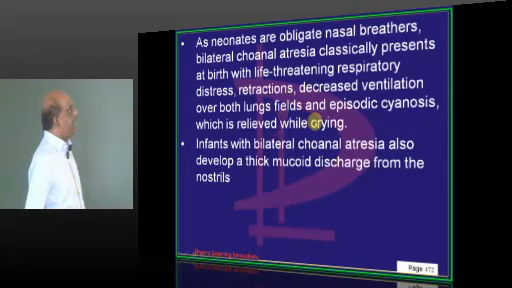 As neonates are obligate nasal breathers,
bilateral choanal atresia classically presents
at birth with life-threatening respiratory
distress, retractions, decreased ventilation
over both lungs fields and episodic cyanosis,
which is relieved while crying.
Infants with bilateral choanal atresia also
develop a thick mucoid discharge from the
nostrils
Page 472